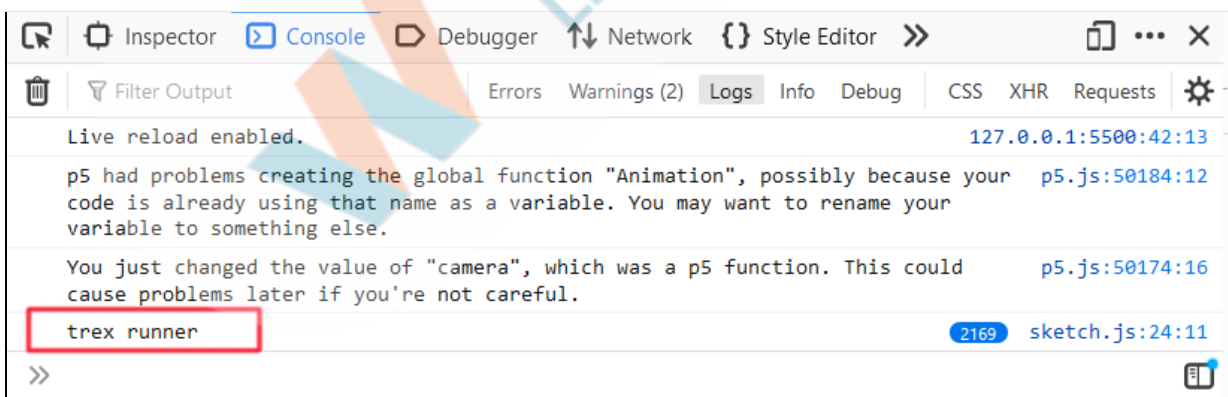 Inspector Console Debugger Network Style Editor
Filter Output Errors Warnings (2) Logs Info Debug CSS XHR Requests
Live reload enabled. 127.0.0.1:5500:42:13
p5 had problems creating the global function "Animation", possibly because your p5.js:50184:12
code is already using that name as a variable. You may want to rename your
variable to something else.
You just changed the value of "camera", which was a p5 function. This could p5.js:50174:16
cause problems later if you're not careful.
trex runner 2169 sketch.js:24:11